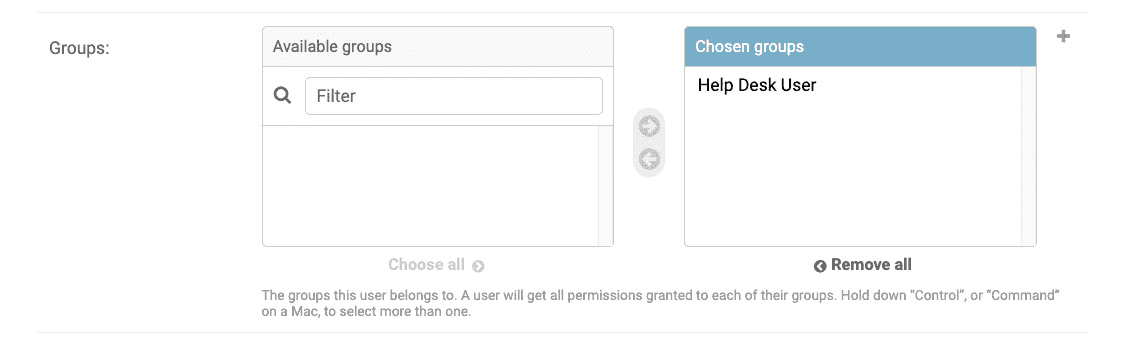 Groups:
Available groups
Filter
Choose all
Chosen groups
Help Desk User
Remove all
The groups this user belongs to. A user will get all permissions granted to each of their groups. Hold down “Control”, or “Command”
on a Mac, to select more than one.